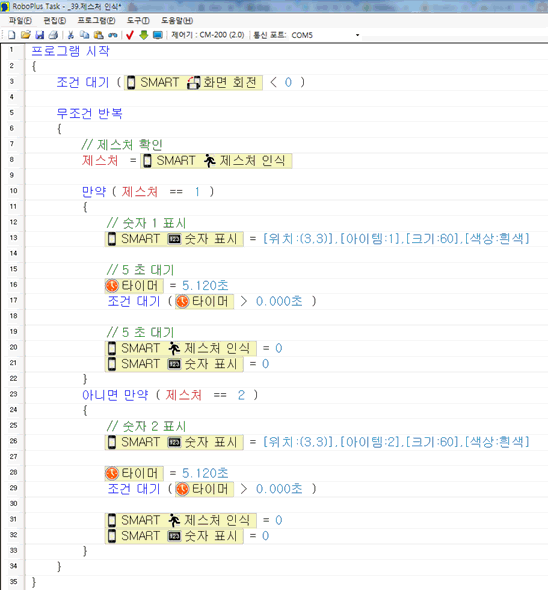 RoboPlus Task - _39.제스처 인식*
파일(F) 편집(E) 프로그램(P) 도구(T) 도움말(H)
제어기 : CM-200 (2.0) 통신 포트: COM5
1 프로그램 시작
2 {
3 조건 대기 ( SMART 화면 회전 < 0 )
4
5 무조건 반복
6 {
7 // 제스처 확인
8 제스처 = SMART 제스처 인식
9
10 만약 ( 제스처 == 1 )
11 {
12 // 숫자 1 표시
13 SMART 숫자 표시 = [위치:(3,3)],[아이템:1],[크기:60],[색상:흰색]
14
15 // 5 초 대기
16 타이머 = 5.120초
17 조건 대기 ( 타이머 > 0.000초 )
18
19 // 5 초 대기
20 SMART 제스처 인식 = 0
21 SMART 숫자 표시 = 0
22 }
23 아니면 만약 ( 제스처 == 2 )
24 {
25 // 숫자 2 표시
26 SMART 숫자 표시 = [위치:(3,3)],[아이템:2],[크기:60],[색상:흰색]
27
28 타이머 = 5.120초
29 조건 대기 ( 타이머 > 0.000초 )
30
31 SMART 제스처 인식 = 0
32 SMART 숫자 표시 = 0
33 }
34 }
35 }